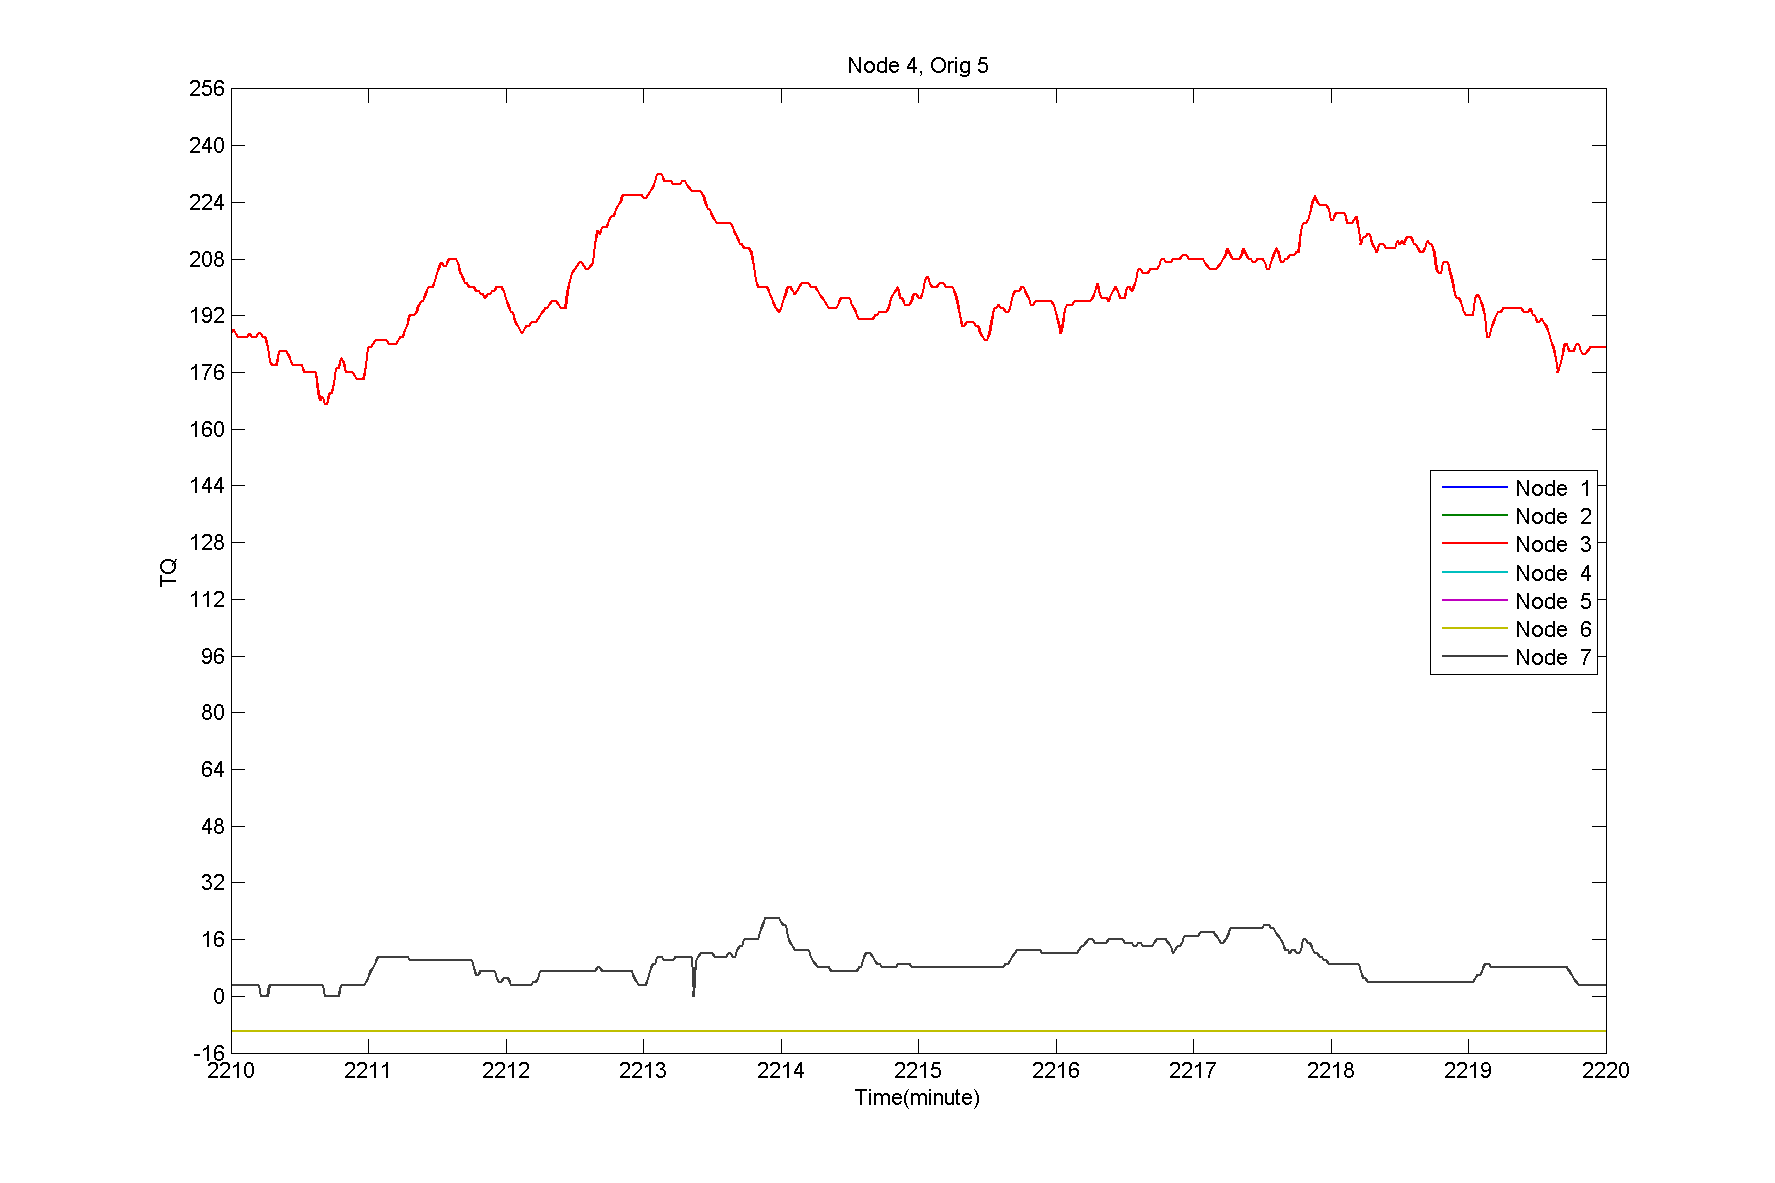 Node 4, Orig 5
256
240
224
208
192
176
160
144
128
112
96
80
64
48
32
16
0
-16
TQ
Node 1
Node 2
Node 3
Node 4
Node 5
Node 6
Node 7
2210 2211 2212 2213 2214 2215 2216 2217 2218 2219 2220
Time(minute)